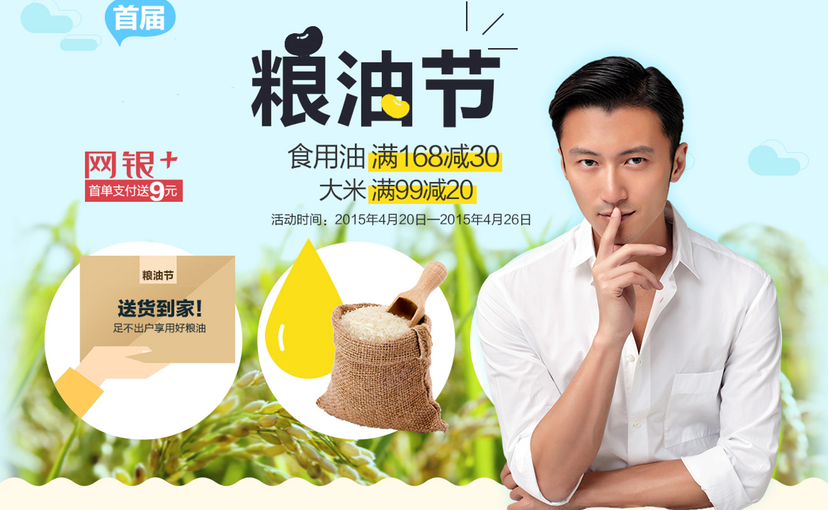 首届
粮油节
食用油 满168减30
大米 满99减20
活动时间：2015年4月20日—2015年4月26日
网银+
首单支付送9元
粮油节
送货到家!
足不出户享用好粮油